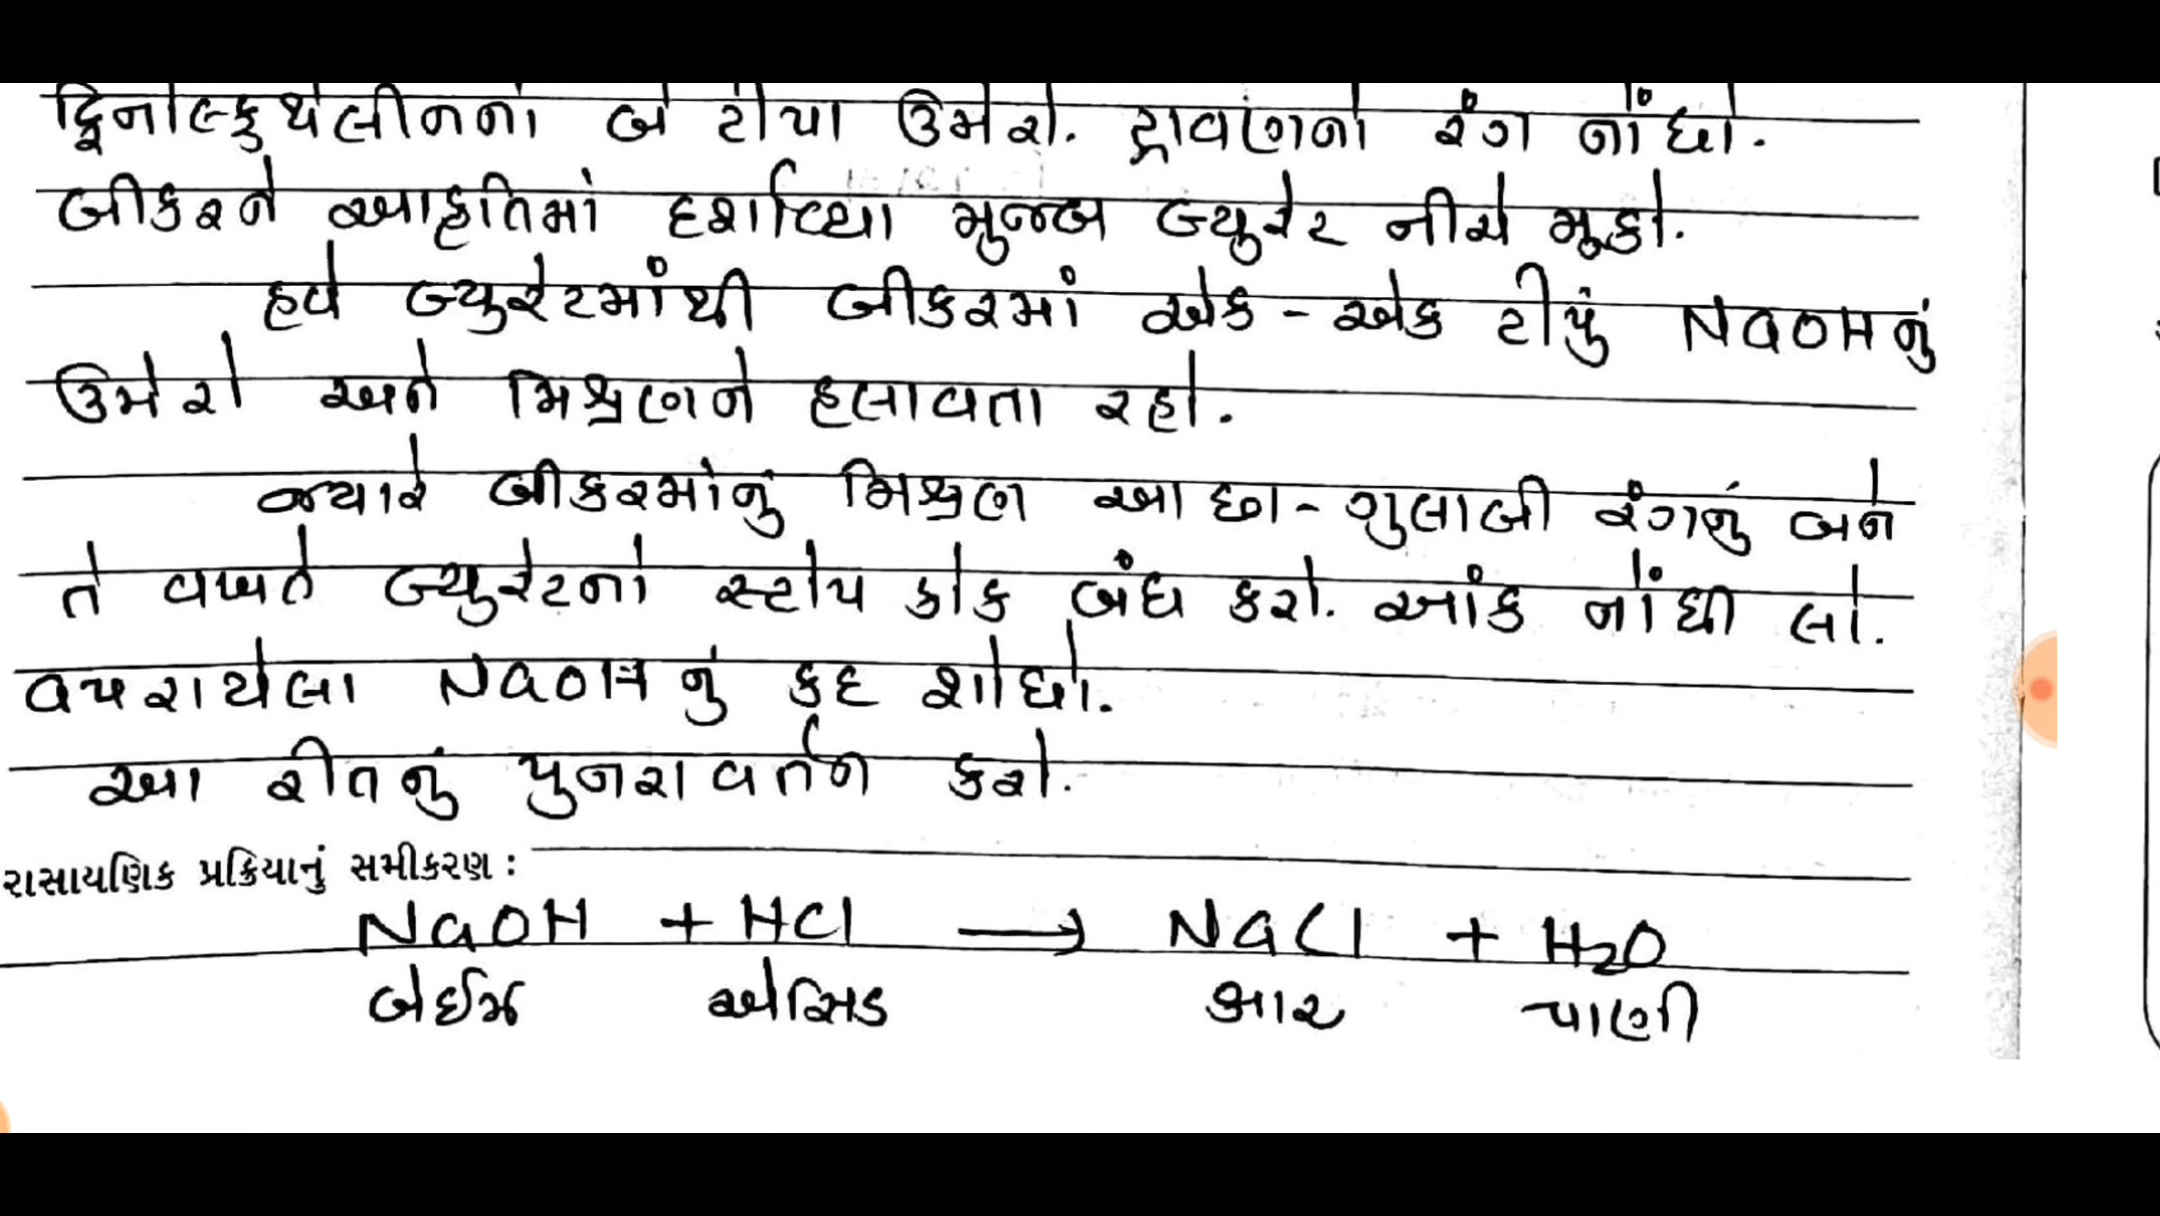 ફિનોલ્ફથેલીનનાં બે ટીપા ઉમેરો. દ્રાવણનો રંગ નોંધો.
બીકરને આકૃતિમાં દર્શાવ્યા મુજબ બ્યુરેટ નીચે મુકો.
હવે બ્યુરેટમાંથી બીકરમાં એક - એક ટીપું NaOH નું
ઉમેરો અને મિશ્રણને હલાવતા રહો.
જ્યારે બીકરમાંનું મિશ્રણ આછા - ગુલાબી રંગનું બને
તે વખતે બ્યુરેટનો સ્ટોપ કોક બંધ કરો. આંક નોંધી લો.
વપરાયેલા NaOH નું કદ શોધો.
આ રીતનું પુનરાવર્તન કરો.
રાસાયણિક પ્રક્રિયાનું સમીકરણ :
NaOH + HCl → NaCl + H₂O
બેઈઝ એસિડ ક્ષાર પાણી